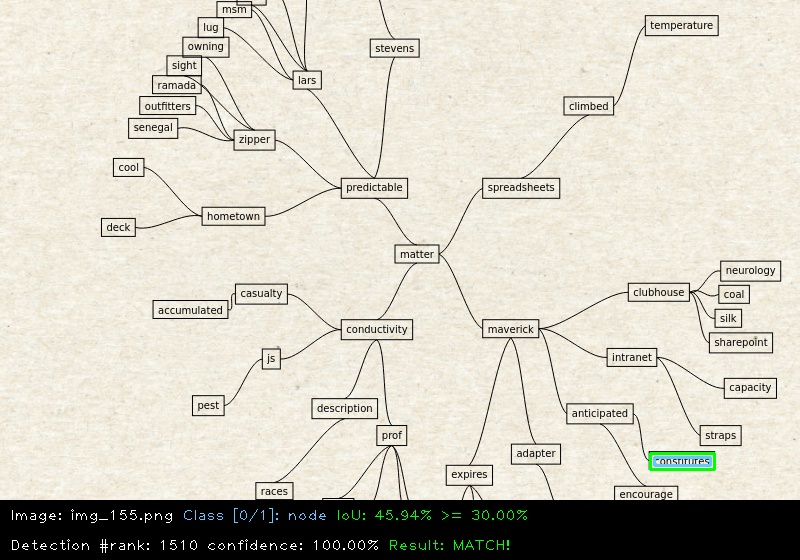 msm
lug
owning
sight
ramada
outfitters
senegal
lars
stevens
zipper
cool
hometown
deck
predictable
temperature
climbed
spreadsheets
matter
casualty
accumulated
conductivity
js
pest
description
prof
races
maverick
clubhouse
neurology
coal
silk
sharepoint
intranet
capacity
straps
anticipated
constitutes
encourage
adapter
expires
Image: img_155.png Class [0/1]: node IoU: 45.94% >= 30.00%
Detection #rank: 1510 confidence: 100.00% Result: MATCH!